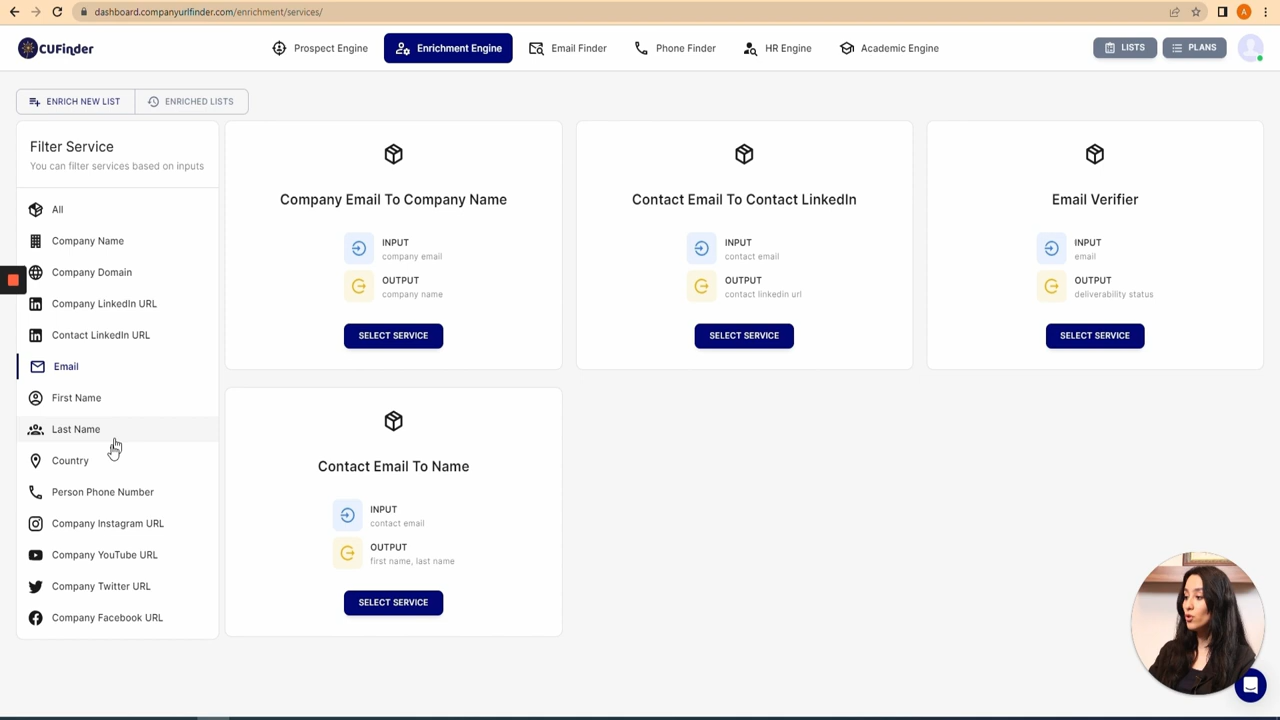 dashboard.companyurlfinder.com/enrichment/services/
A
CUFinder
Prospect Engine
Enrichment Engine
Email Finder
Phone Finder
HR Engine
Academic Engine
LISTS
PLANS
ENRICH NEW LIST
ENRICHED LISTS
Filter Service
You can filter services based on inputs
All
Company Name
Company Domain
Company LinkedIn URL
Contact LinkedIn URL
Email
First Name
Last Name
Country
Person Phone Number
Company Instagram URL
Company YouTube URL
Company Twitter URL
Company Facebook URL
Company Email To Company Name
INPUT
company email
OUTPUT
company name
SELECT SERVICE
Contact Email To Contact LinkedIn
INPUT
contact email
OUTPUT
contact linkedin url
SELECT SERVICE
Email Verifier
INPUT
email
OUTPUT
deliverability status
SELECT SERVICE
Contact Email To Name
INPUT
contact email
OUTPUT
first name, last name
SELECT SERVICE